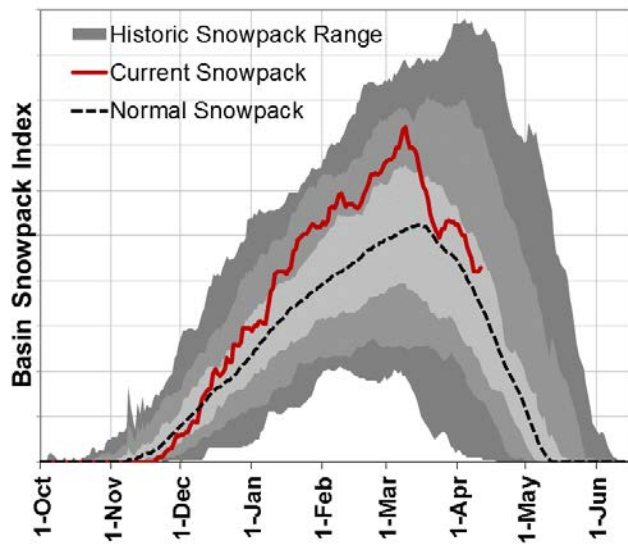 Historic Snowpack Range
Current Snowpack
Normal Snowpack
Basin Snowpack Index
1-Oct
1-Nov
1-Dec
1-Jan
1-Feb
1-Mar
1-Apr
1-May
1-Jun